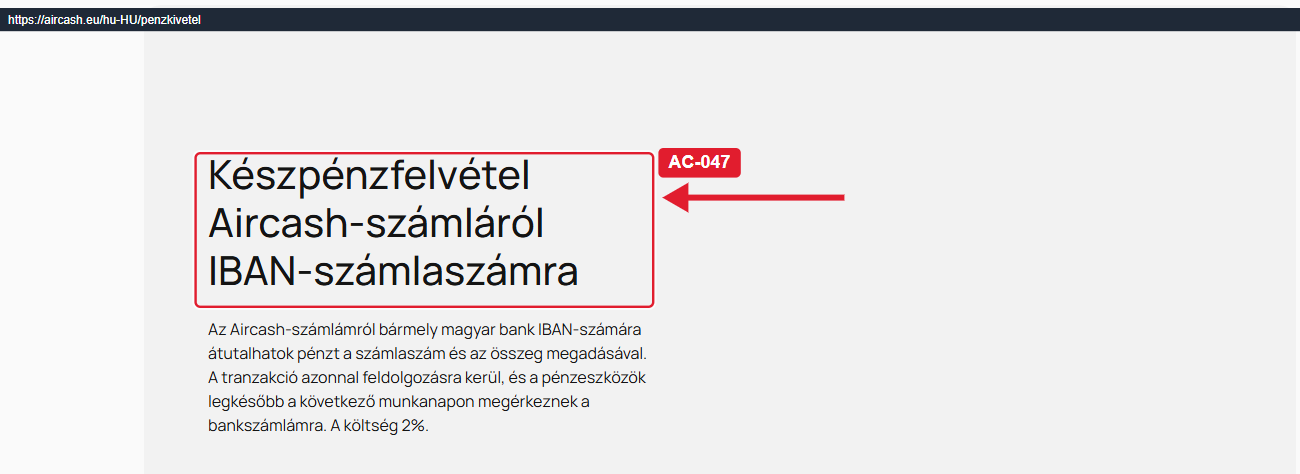 https://aircash.eu/hu-HU/penzkivetel
Készpénzfelvétel
AC-047
Aircash-számláról
IBAN-számlaszámra
Az Aircash-számlámról bármely magyar bank IBAN-számára
átutalhatok pénzt a számlaszám és az összeg megadásával.
A tranzakció azonnal feldolgozásra kerül, és a pénzeszközök
legkésőbb a következő munkanapon megérkeznek a
bankszámlámra. A költség 2%.